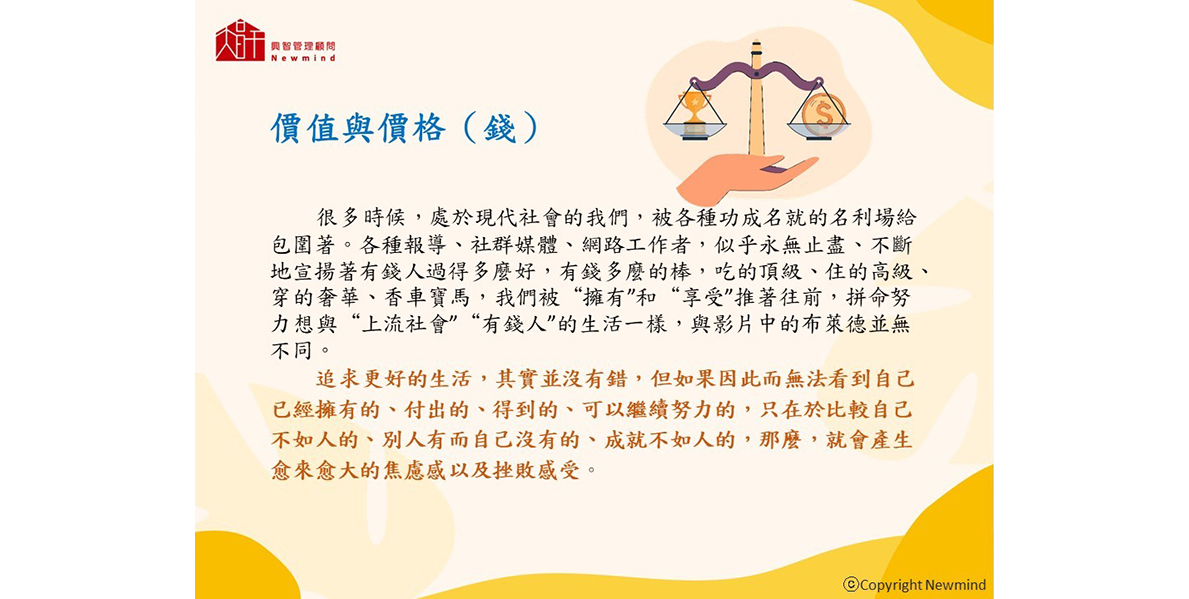 興智管理顧問
Newmind
價值與價格（錢）
$
很多時候，處於現代社會的我們，被各種功成名就的名利場給
包圍著。各種報導、社群媒體、網路工作者，似乎永無止盡、不斷
地宣揚著有錢人過得多麼好，有錢多麼的棒，吃的頂級、住的高級、
穿的奢華、香車寶馬，我們被“擁有”和“享受”推著往前，拼命努
力想與“上流社會”“有錢人”的生活一樣，與影片中的布萊德並無
不同。
追求更好的生活，其實並沒有錯，但如果因此而無法看到自己
已經擁有的、付出的、得到的、可以繼續努力的，只在於比較自己
不如人的、別人有而自己沒有的、成就不如人的，那麼，就會產生
愈來愈大的焦慮感以及挫敗感受。
©Copyright Newmind